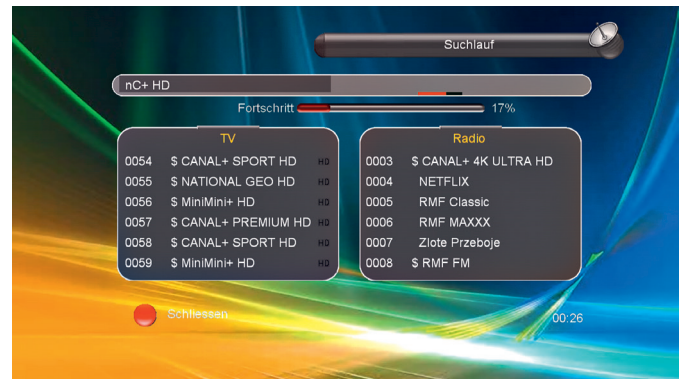 Suchlauf
nC+ HD
Fortschritt 17%
TV
0054 $ CANAL+ SPORT HD HD
0055 $ NATIONAL GEO HD HD
0056 $ MiniMini+ HD HD
0057 $ CANAL+ PREMIUM HD HD
0058 $ CANAL+ SPORT HD HD
0059 $ MiniMini+ HD HD
Radio
0003 $ CANAL+ 4K ULTRA HD
0004 NETFLIX
0005 RMF Classic
0006 RMF MAXXX
0007 Zlote Przeboje
0008 $ RMF FM
Schliessen
00:26